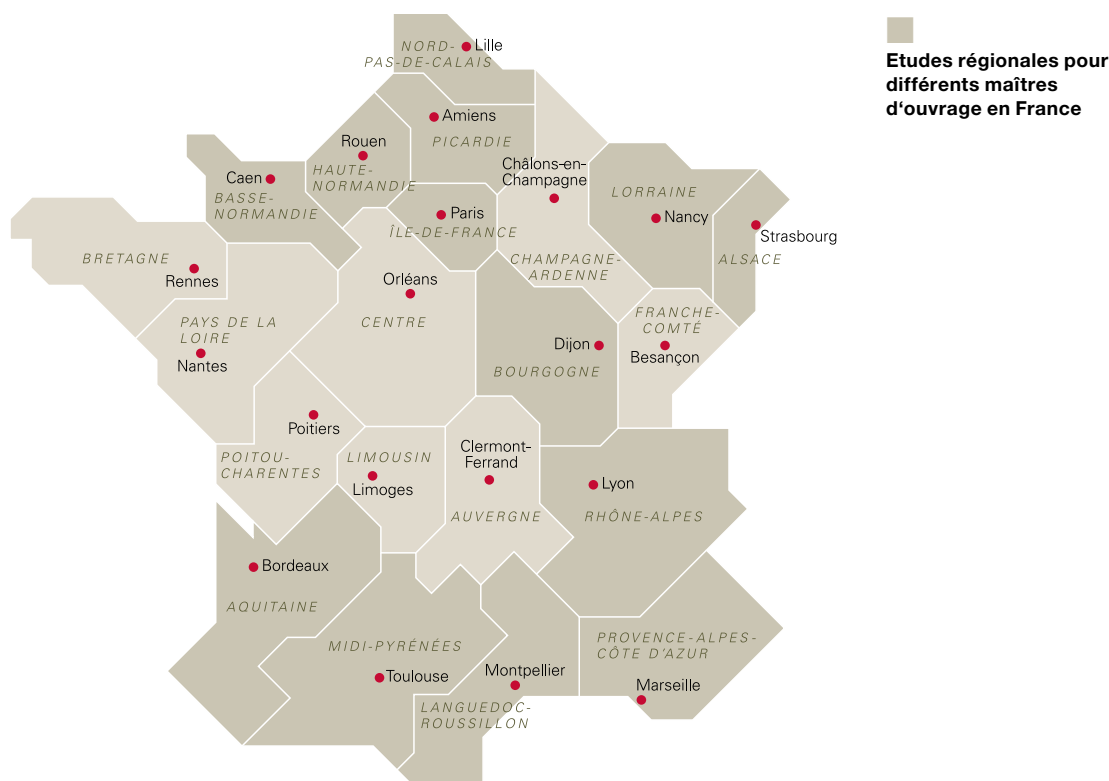 NORD-
PAS-DE-CALAIS
Lille
Amiens
PICARDIE
Rouen
HAUTE-
NORMANDIE
Caen
BASSE-
NORMANDIE
Paris
ÎLE-DE-FRANCE
Châlons-en-
Champagne
CHAMPAGNE-
ARDENNE
LORRAINE
Nancy
Strasbourg
ALSACE
BRETAGNE
Rennes
PAYS DE LA
LOIRE
Nantes
Orléans
CENTRE
Dijon
BOURGOGNE
FRANCHE-
COMTÉ
Besançon
Poitiers
POITOU-
CHARENTES
LIMOUSIN
Limoges
Clermont-
Ferrand
AUVERGNE
Lyon
RHÔNE-ALPES
Bordeaux
AQUITAINE
MIDI-PYRÉNÉES
Toulouse
Montpellier
LANGUEDOC-
ROUSSILLON
PROVENCE-ALPES-
CÔTE D'AZUR
Marseille
Etudes régionales pour
différents maîtres
d‘ouvrage en France